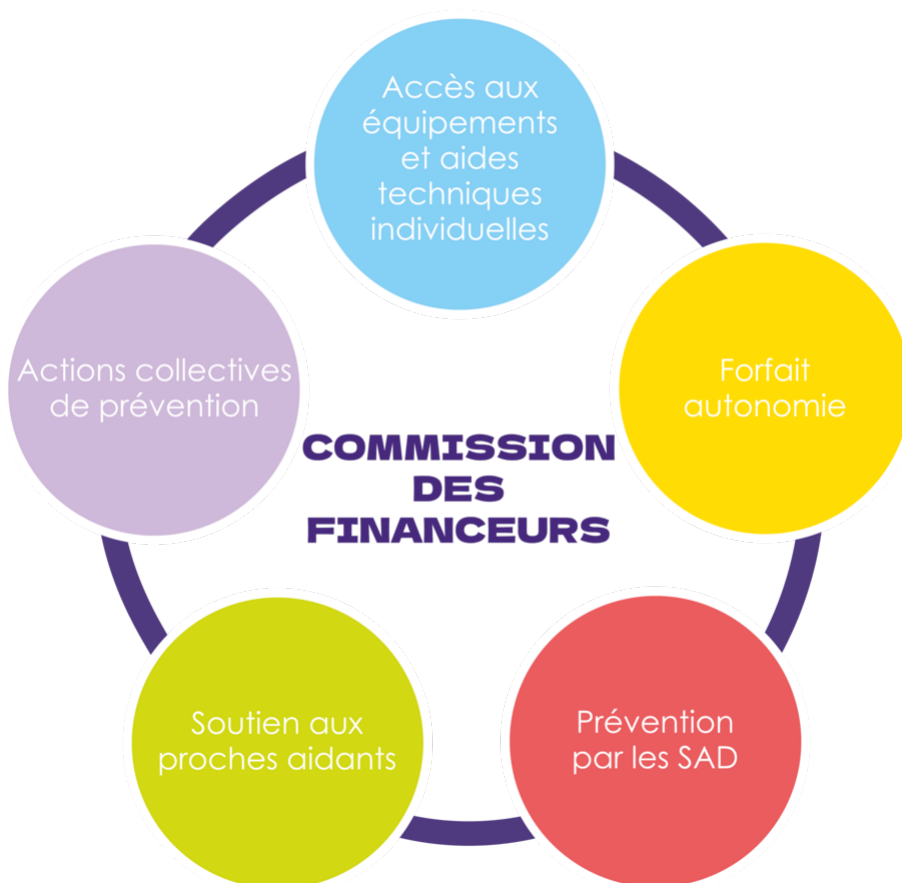 Accès aux
équipements
et aides
techniques
individuelles
Actions collectives
de prévention
Forfait
autonomie
COMMISSION
DES
FINANCEURS
Soutien aux
proches aidants
Prévention
par les SAD